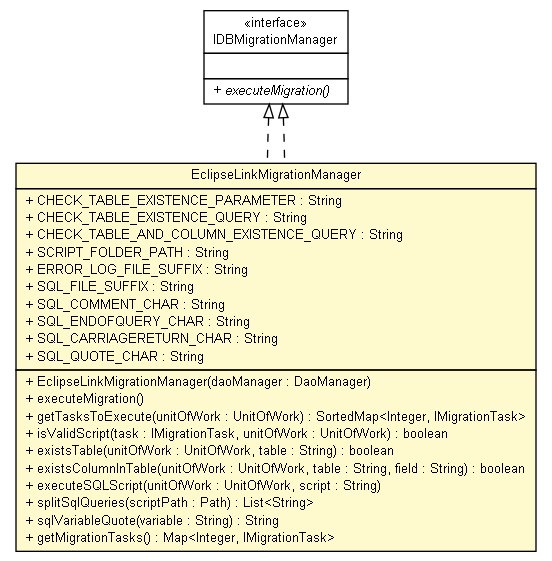 «interface»
IDBMigrationManager
+ executeMigration()
EclipseLinkMigrationManager
+ CHECK_TABLE_EXISTENCE_PARAMETER : String
+ CHECK_TABLE_EXISTENCE_QUERY : String
+ CHECK_TABLE_AND_COLUMN_EXISTENCE_QUERY : String
+ SCRIPT_FOLDER_PATH : String
+ ERROR_LOG_FILE_SUFFIX : String
+ SQL_FILE_SUFFIX : String
+ SQL_COMMENT_CHAR : String
+ SQL_ENDOFQUERY_CHAR : String
+ SQL_CARRIAGERETURN_CHAR : String
+ SQL_QUOTE_CHAR : String
+ EclipseLinkMigrationManager(daoManager : DaoManager)
+ executeMigration()
+ getTasksToExecute(unitOfWork : UnitOfWork) : SortedMap<Integer, IMigrationTask>
+ isValidScript(task : IMigrationTask, unitOfWork : UnitOfWork) : boolean
+ existsTable(unitOfWork : UnitOfWork, table : String) : boolean
+ existsColumnInTable(unitOfWork : UnitOfWork, table : String, field : String) : boolean
+ executeSQLScript(unitOfWork : UnitOfWork, script : String)
+ splitSqlQueries(scriptPath : Path) : List<String>
+ sqlVariableQuote(variable : String) : String
+ getMigrationTasks() : Map<Integer, IMigrationTask>